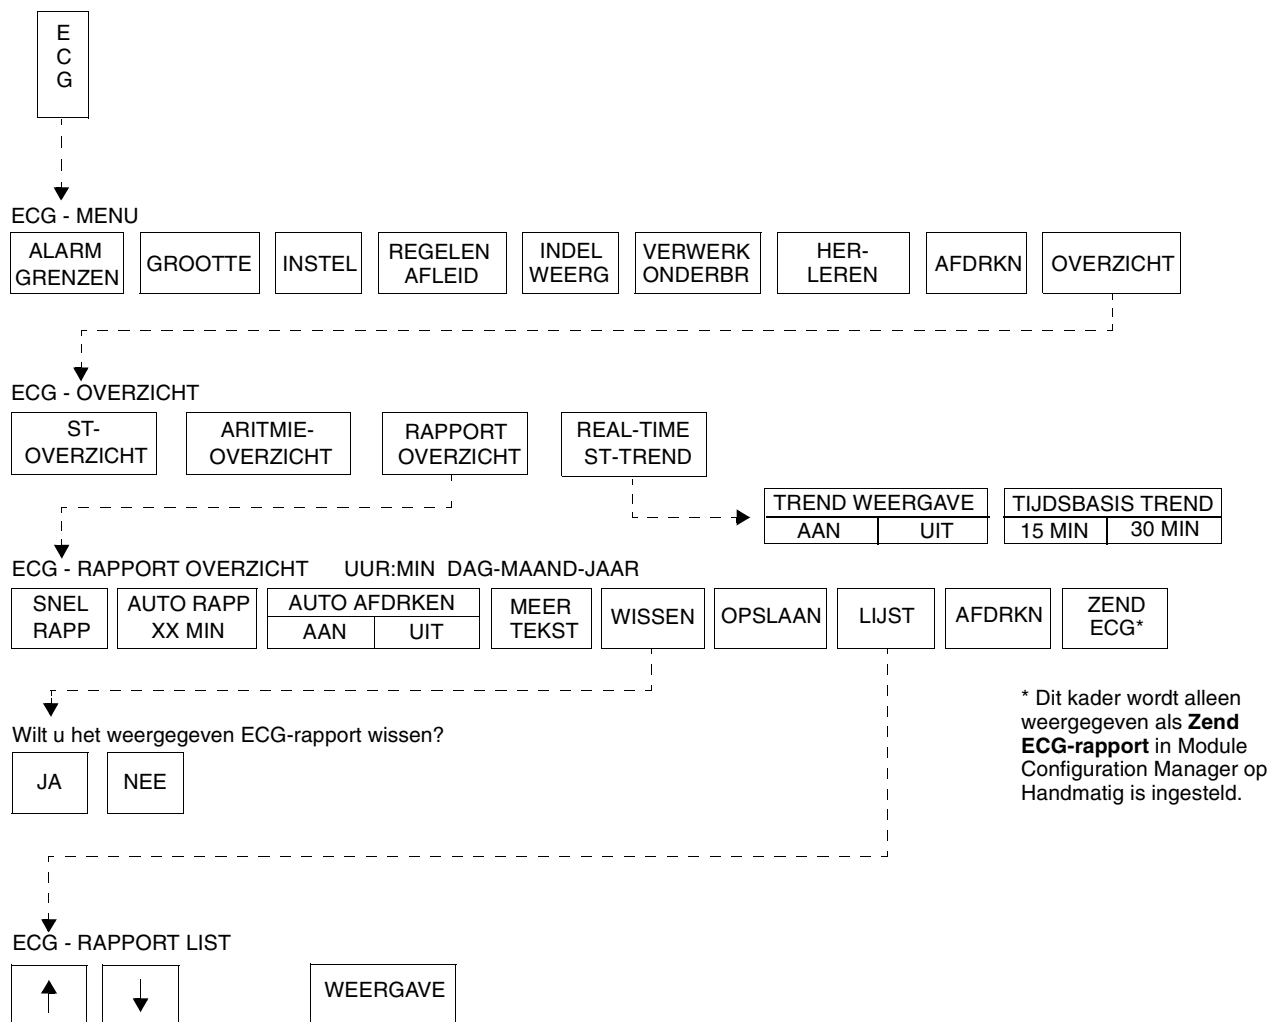 E
C
G
ECG - MENU
ALARM
GRENZEN
GROOTTE
INSTEL
REGELEN
AFLEID
INDEL
WEERG
VERWERK
ONDERBR
HER-
LEREN
AFDRKN
OVERZICHT
ECG - OVERZICHT
ST-
OVERZICHT
ARITMIE-
OVERZICHT
RAPPORT
OVERZICHT
REAL-TIME
ST-TREND
TREND WEERGAVE
AAN
UIT
TIJDSBASIS TREND
15 MIN
30 MIN
ECG - RAPPORT OVERZICHT UUR:MIN DAG-MAAND-JAAR
SNEL
RAPP
AUTO RAPP
XX MIN
AUTO AFDRKEN
AAN
UIT
MEER
TEKST
WISSEN
OPSLAAN
LIJST
AFDRKN
ZEND
ECG*
* Dit kader wordt alleen
weergegeven als Zend
ECG-rapport in Module
Configuration Manager op
Handmatig is ingesteld.
Wilt u het weergegeven ECG-rapport wissen?
JA
NEE
ECG - RAPPORT LIST
WEERGAVE